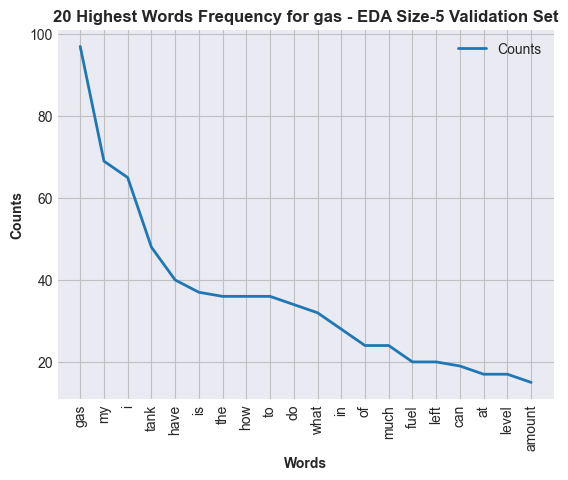 20 Highest Words Frequency for gas - EDA Size-5 Validation Set
Counts
100
80
60
40
20
Counts
gas
my
i
tank
have
is
the
how
to
do
what
in
of
much
fuel
left
can
at
level
amount
Words